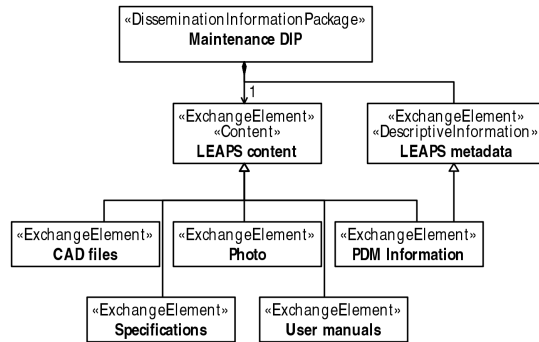 «DisseminationInformationPackage»
Maintenance DIP
1
«ExchangeElement»
«Content»
LEAPS content
«ExchangeElement»
«DescriptiveInformation»
LEAPS metadata
«ExchangeElement»
CAD files
«ExchangeElement»
Photo
«ExchangeElement»
PDM Information
«ExchangeElement»
Specifications
«ExchangeElement»
User manuals